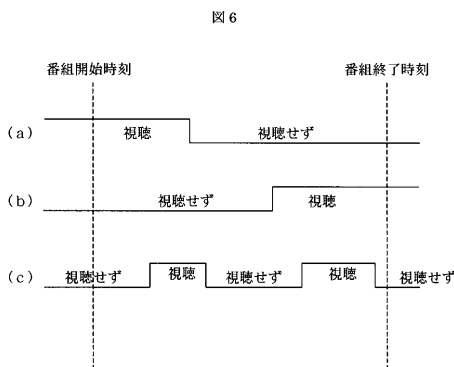 図6
番組開始時刻 番組終了時刻
(a) 視聴 視聴せず
(b) 視聴せず 視聴
(c) 視聴せず 視聴 視聴せず 視聴 視聴せず